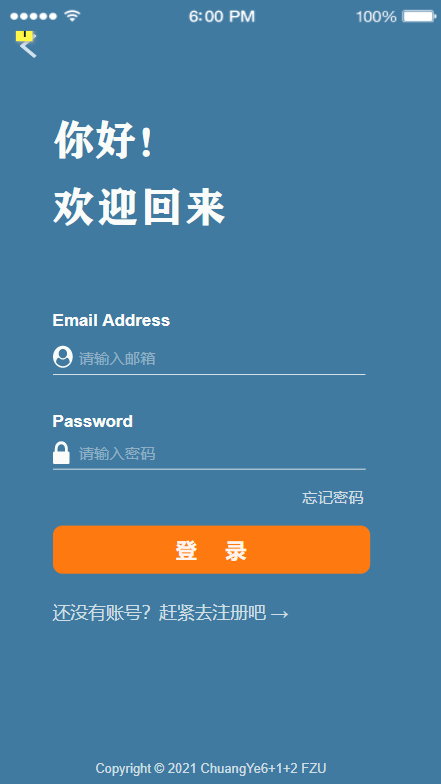 6:00 PM
100%
你好!
欢迎回来
Email Address
请输入邮箱
Password
请输入密码
忘记密码
登 录
还没有账号？赶紧去注册吧 →
Copyright © 2021 ChuangYe6+1+2 FZU